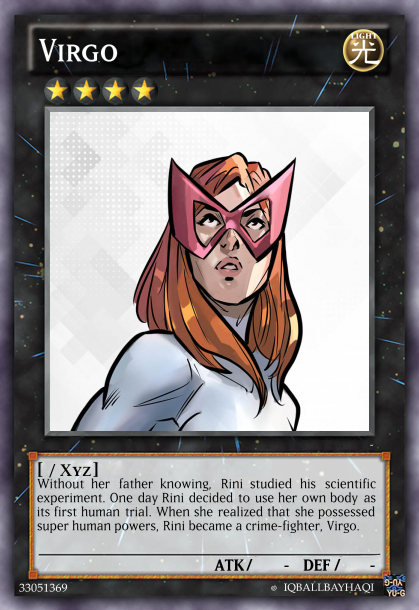 VIRGO
LIGHT
光
[ / XYZ]
Without her father knowing, Rini studied his scientific
experiment. One day Rini decided to use her own body as
its first human trial. When she realized that she possessed
super human powers, Rini became a crime-fighter, Virgo.
ATK/ - DEF / -
33051369
© IQBALLBAYHAQI